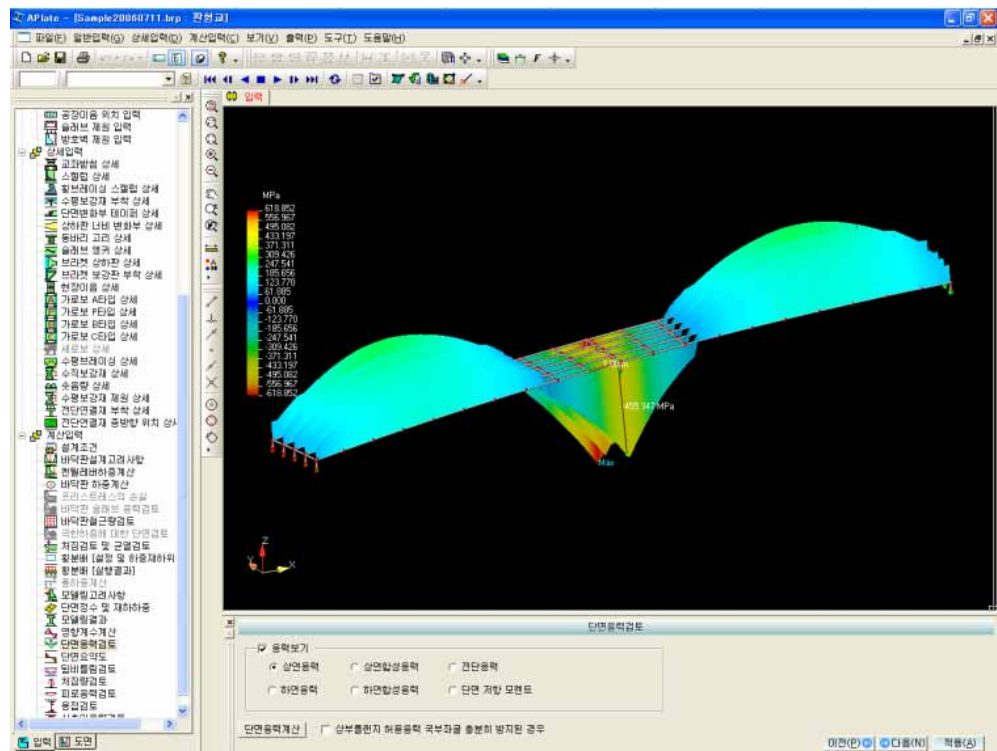 APlate - [Sample20060711.brp : 판형교]
파일(F) 일반입력(G) 상세입력(D) 계산입력(C) 보기(V) 출력(P) 도구(T) 도움말(H)
입력
공장이음 위치 입력
슬래브 제원 입력
방호벽 제원 입력
상세입력
교좌받침 상세
스캘럽 상세
횡브레이싱 스캘럽 상세
수평보강재 부착 상세
단면변화부 테이퍼 상세
상하판 너비 변화부 상세
동바리 고리 상세
슬래브 앵커 상세
브라켓 상하판 상세
브라켓 보강판 부착 상세
현장이음 상세
가로보 A타입 상세
가로보 P타입 상세
가로보 B타입 상세
가로보 C타입 상세
세로보 상세
수평브레이싱 상세
수직보강재 상세
솟음량 상세
수평보강재 제원 상세
전단연결재 부착 상세
전단연결재 종방향 위치 상세
계산입력
설계조건
바닥판설계고려사항
캔틸레버하중계산
바닥판 하중계산
프리스트레스의 손실
바닥판 슬래브 응력검토
바닥판철근량검토
극한하중에 대한 단면검토
처짐검토 및 균열검토
횡분배 [설정 및 하중재하위
횡분배 [실행결과]
풍하중계산
모델링고려사항
단면정수 및 재하하중
모델링결과
영향계수계산
단면응력검토
단면요약도
뒴비틀림검토
처짐량검토
피로응력검토
용접검토
입력 도면
MPa
618.852
556.967
495.082
433.197
371.311
309.426
247.541
185.656
123.770
61.885
0.000
-61.885
-123.770
-185.656
-247.541
-309.426
-371.311
-433.197
-495.082
-556.967
-618.852
-455.347 MPa
Max
Z
Y
X
단면응력검토
응력보기
상연응력 상연합성응력 전단응력
하연응력 하연합성응력 단면 저항 모멘트
단면응력계산 상부플랜지 허용응력 국부좌굴 충분히 방지된 경우
이전(P) 다음(N) 적용(A)